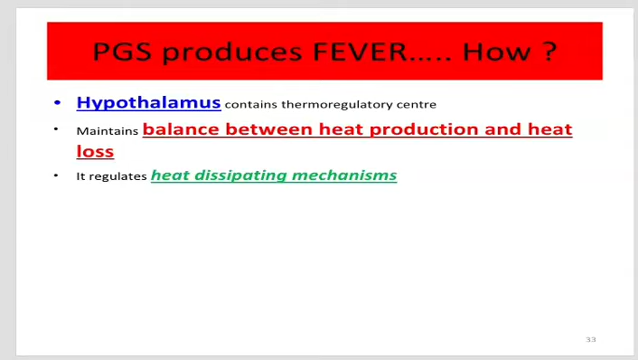 PGS produces FEVER..... How ?
• Hypothalamus contains thermoregulatory centre
• Maintains balance between heat production and heat
loss
• It regulates heat dissipating mechanisms
33